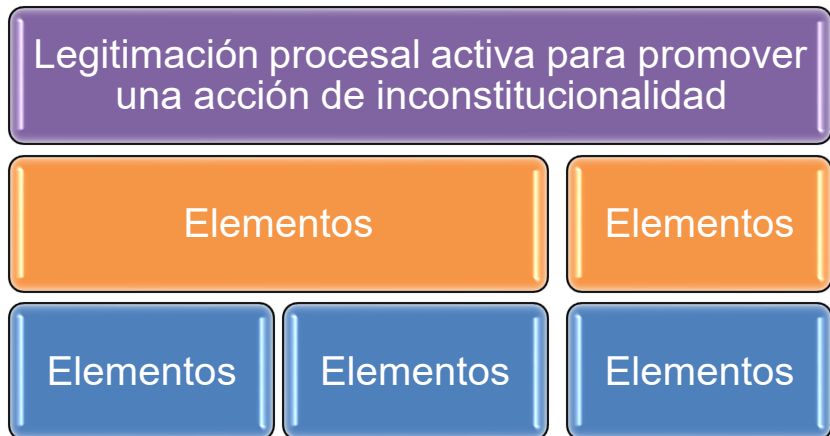 Legitimación procesal activa para promover
una acción de inconstitucionalidad
Elementos
Elementos
Elementos
Elementos
Elementos